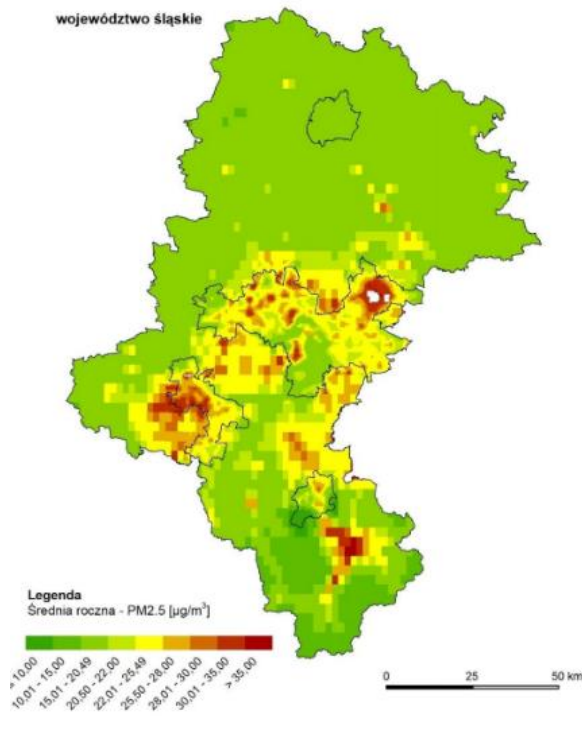 województwo śląskie
Legenda
Średnia roczna - PM2.5 [µg/m³]
10,00
10,01 - 15,00
15,01 - 20,49
20,50 - 22,00
22,01 - 25,49
25,50 - 28,00
28,01 - 30,00
30,01 - 35,00
> 35,00
0 25 50 km